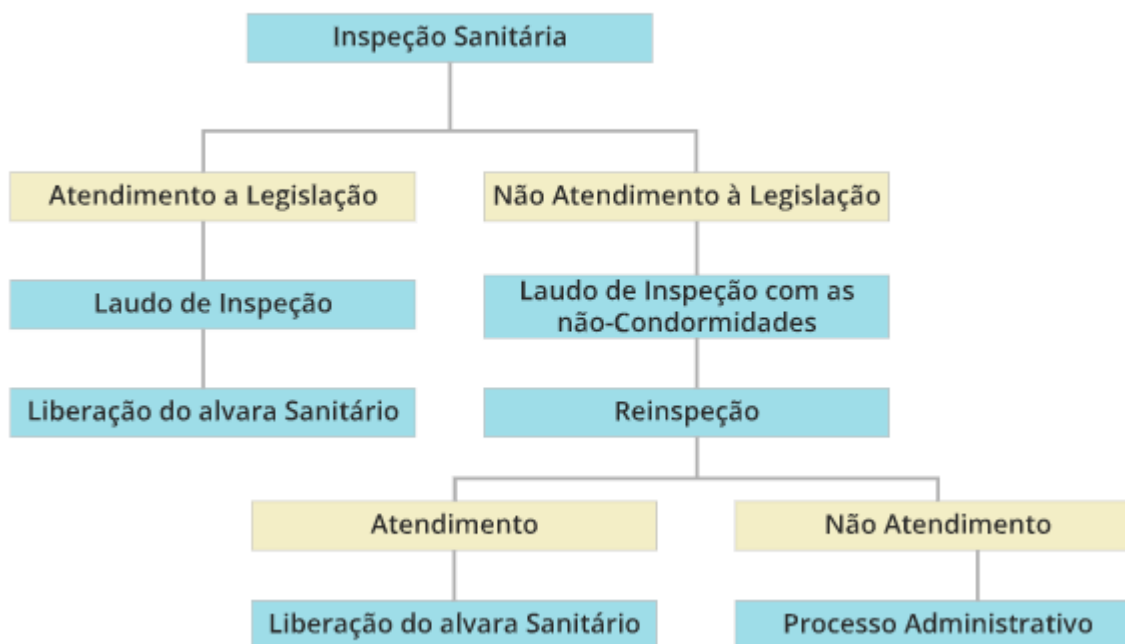 Inspeção Sanitária
Atendimento a Legislação
Não Atendimento à Legislação
Laudo de Inspeção
Laudo de Inspeção com as
não-Condormidades
Liberação do alvara Sanitário
Reinspeção
Atendimento
Não Atendimento
Liberação do alvara Sanitário
Processo Administrativo